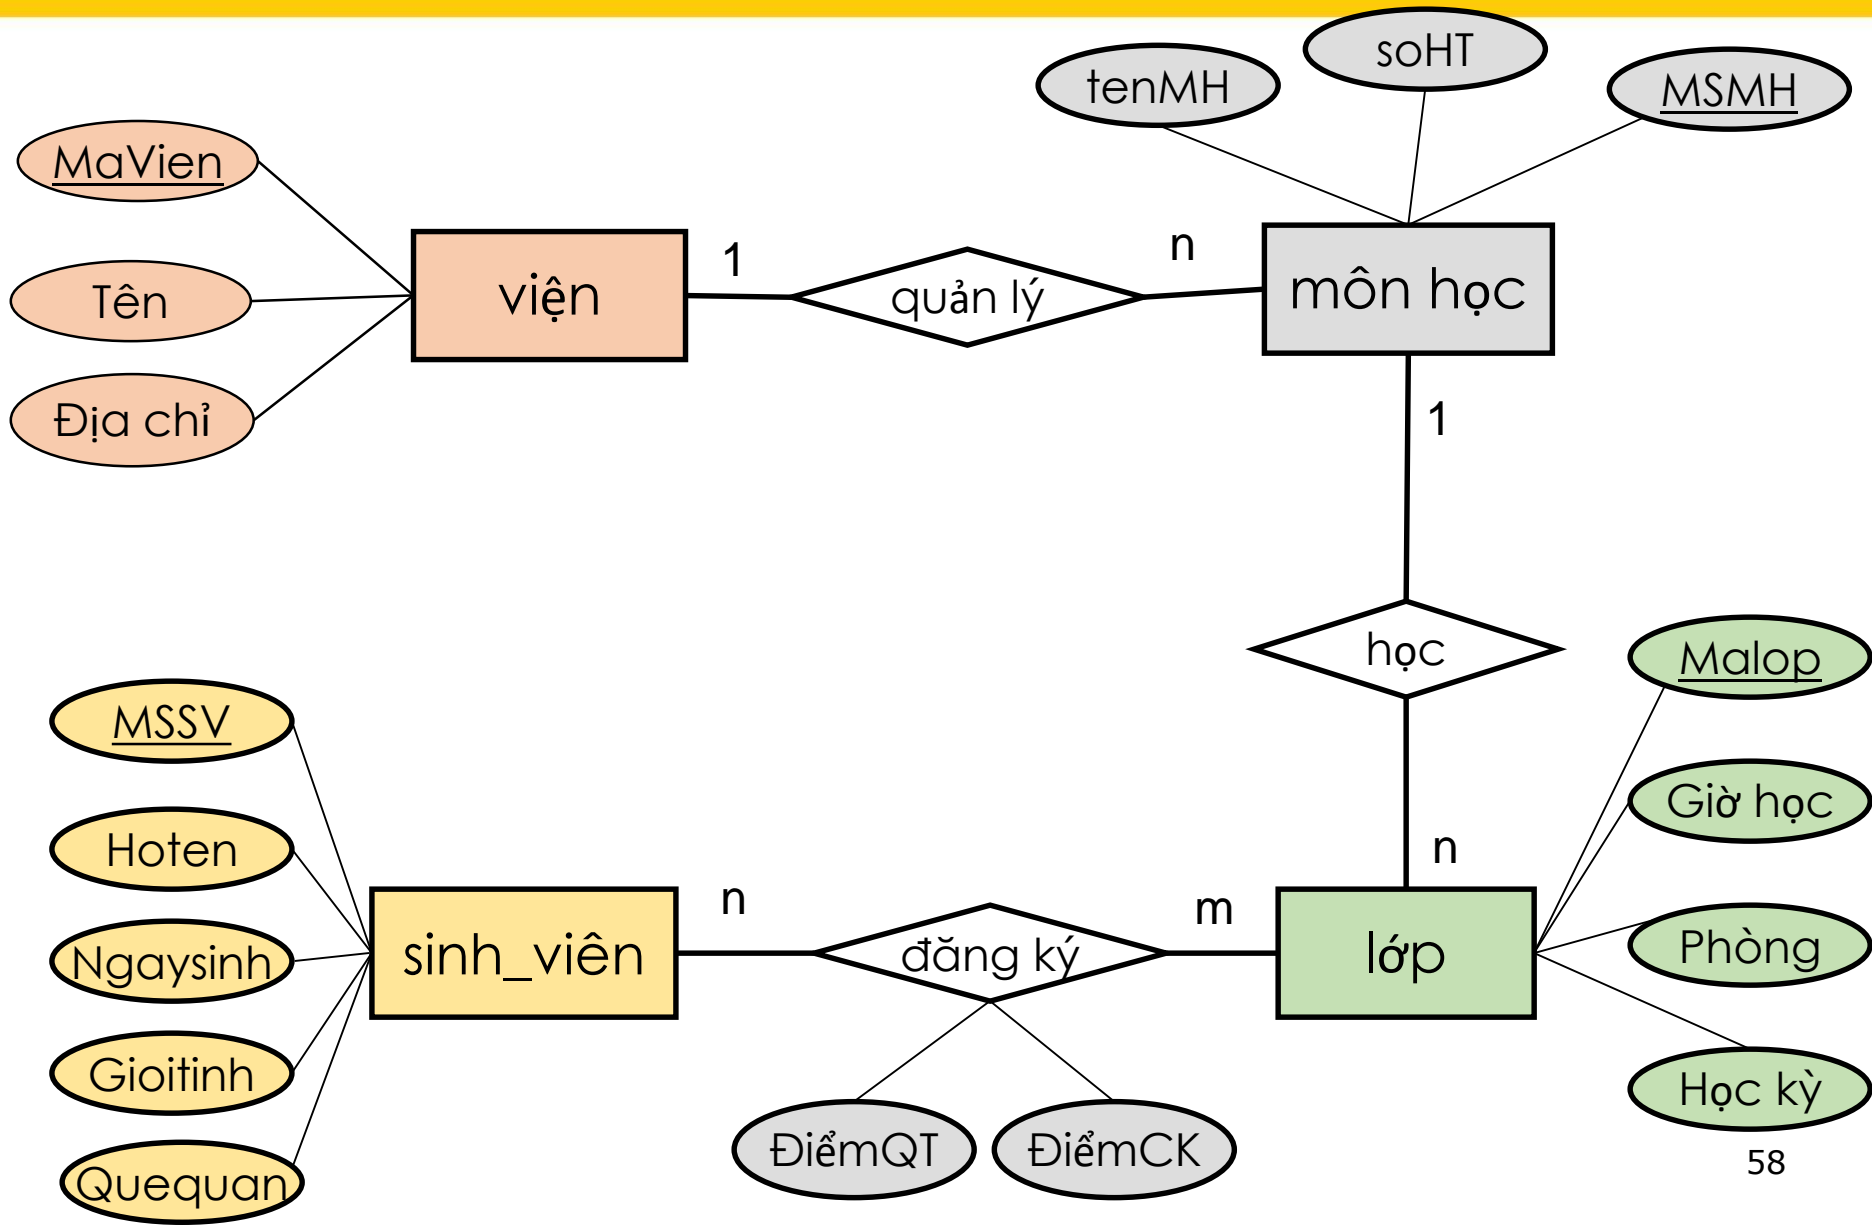 soHT
tenMH
MSMH
MaVien
Tên
Địa chỉ
viện
1
quản lý
n
môn học
1
học
n
Malop
Giờ học
Phòng
Học kỳ
MSSV
Hoten
Ngaysinh
Gioitinh
Quequan
sinh_viên
n
đăng ký
m
lớp
ĐiểmQT
ĐiểmCK
58